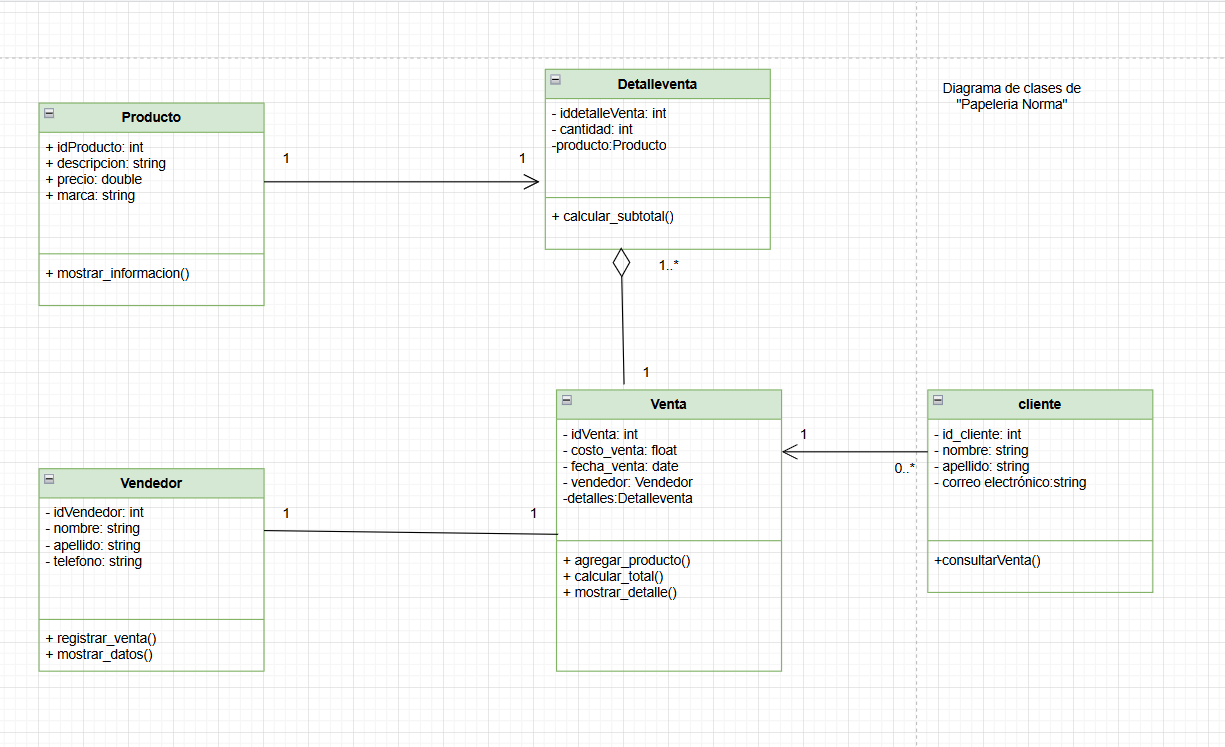 Diagrama de clases de
"Papeleria Norma"
Producto
+ idProducto: int
+ descripcion: string
+ precio: double
+ marca: string
+ mostrar_informacion()
1
1
Detalleventa
- iddetalleVenta: int
- cantidad: int
-producto:Producto
+ calcular_subtotal()
1..*
1
Venta
- idVenta: int
- costo_venta: float
- fecha_venta: date
- vendedor: Vendedor
-detalles:Detalleventa
+ agregar_producto()
+ calcular_total()
+ mostrar_detalle()
1
0..*
cliente
- id_cliente: int
- nombre: string
- apellido: string
- correo electrónico:string
+consultarVenta()
Vendedor
- idVendedor: int
- nombre: string
- apellido: string
- telefono: string
+ registrar_venta()
+ mostrar_datos()
1
1